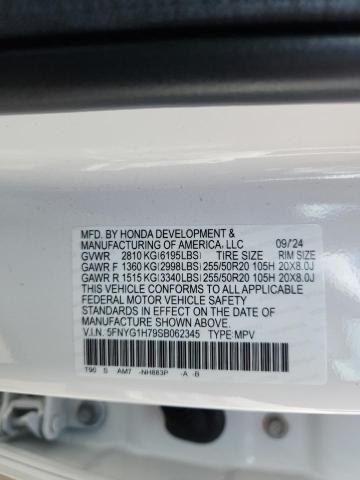 MFD. BY HONDA DEVELOPMENT &
MANUFACTURING OF AMERICA, LLC 09/24
GVWR 2810 KG(6195LBS) TIRE SIZE RIM SIZE
GAWR F 1360 KG(2998LBS) 255/50R20 105H 20X8.0J
GAWR R 1515 KG(3340LBS) 255/50R20 105H 20X8.0J
THIS VEHICLE CONFORMS TO ALL APPLICABLE
FEDERAL MOTOR VEHICLE SAFETY STANDARDS
IN EFFECT ON THE DATE OF MANUFACTURE
SHOWN ABOVE.
V.I.N. 5FNYG1H79SB062345 TYPE:MPV
T90 S AM7 -NH883P -A -B